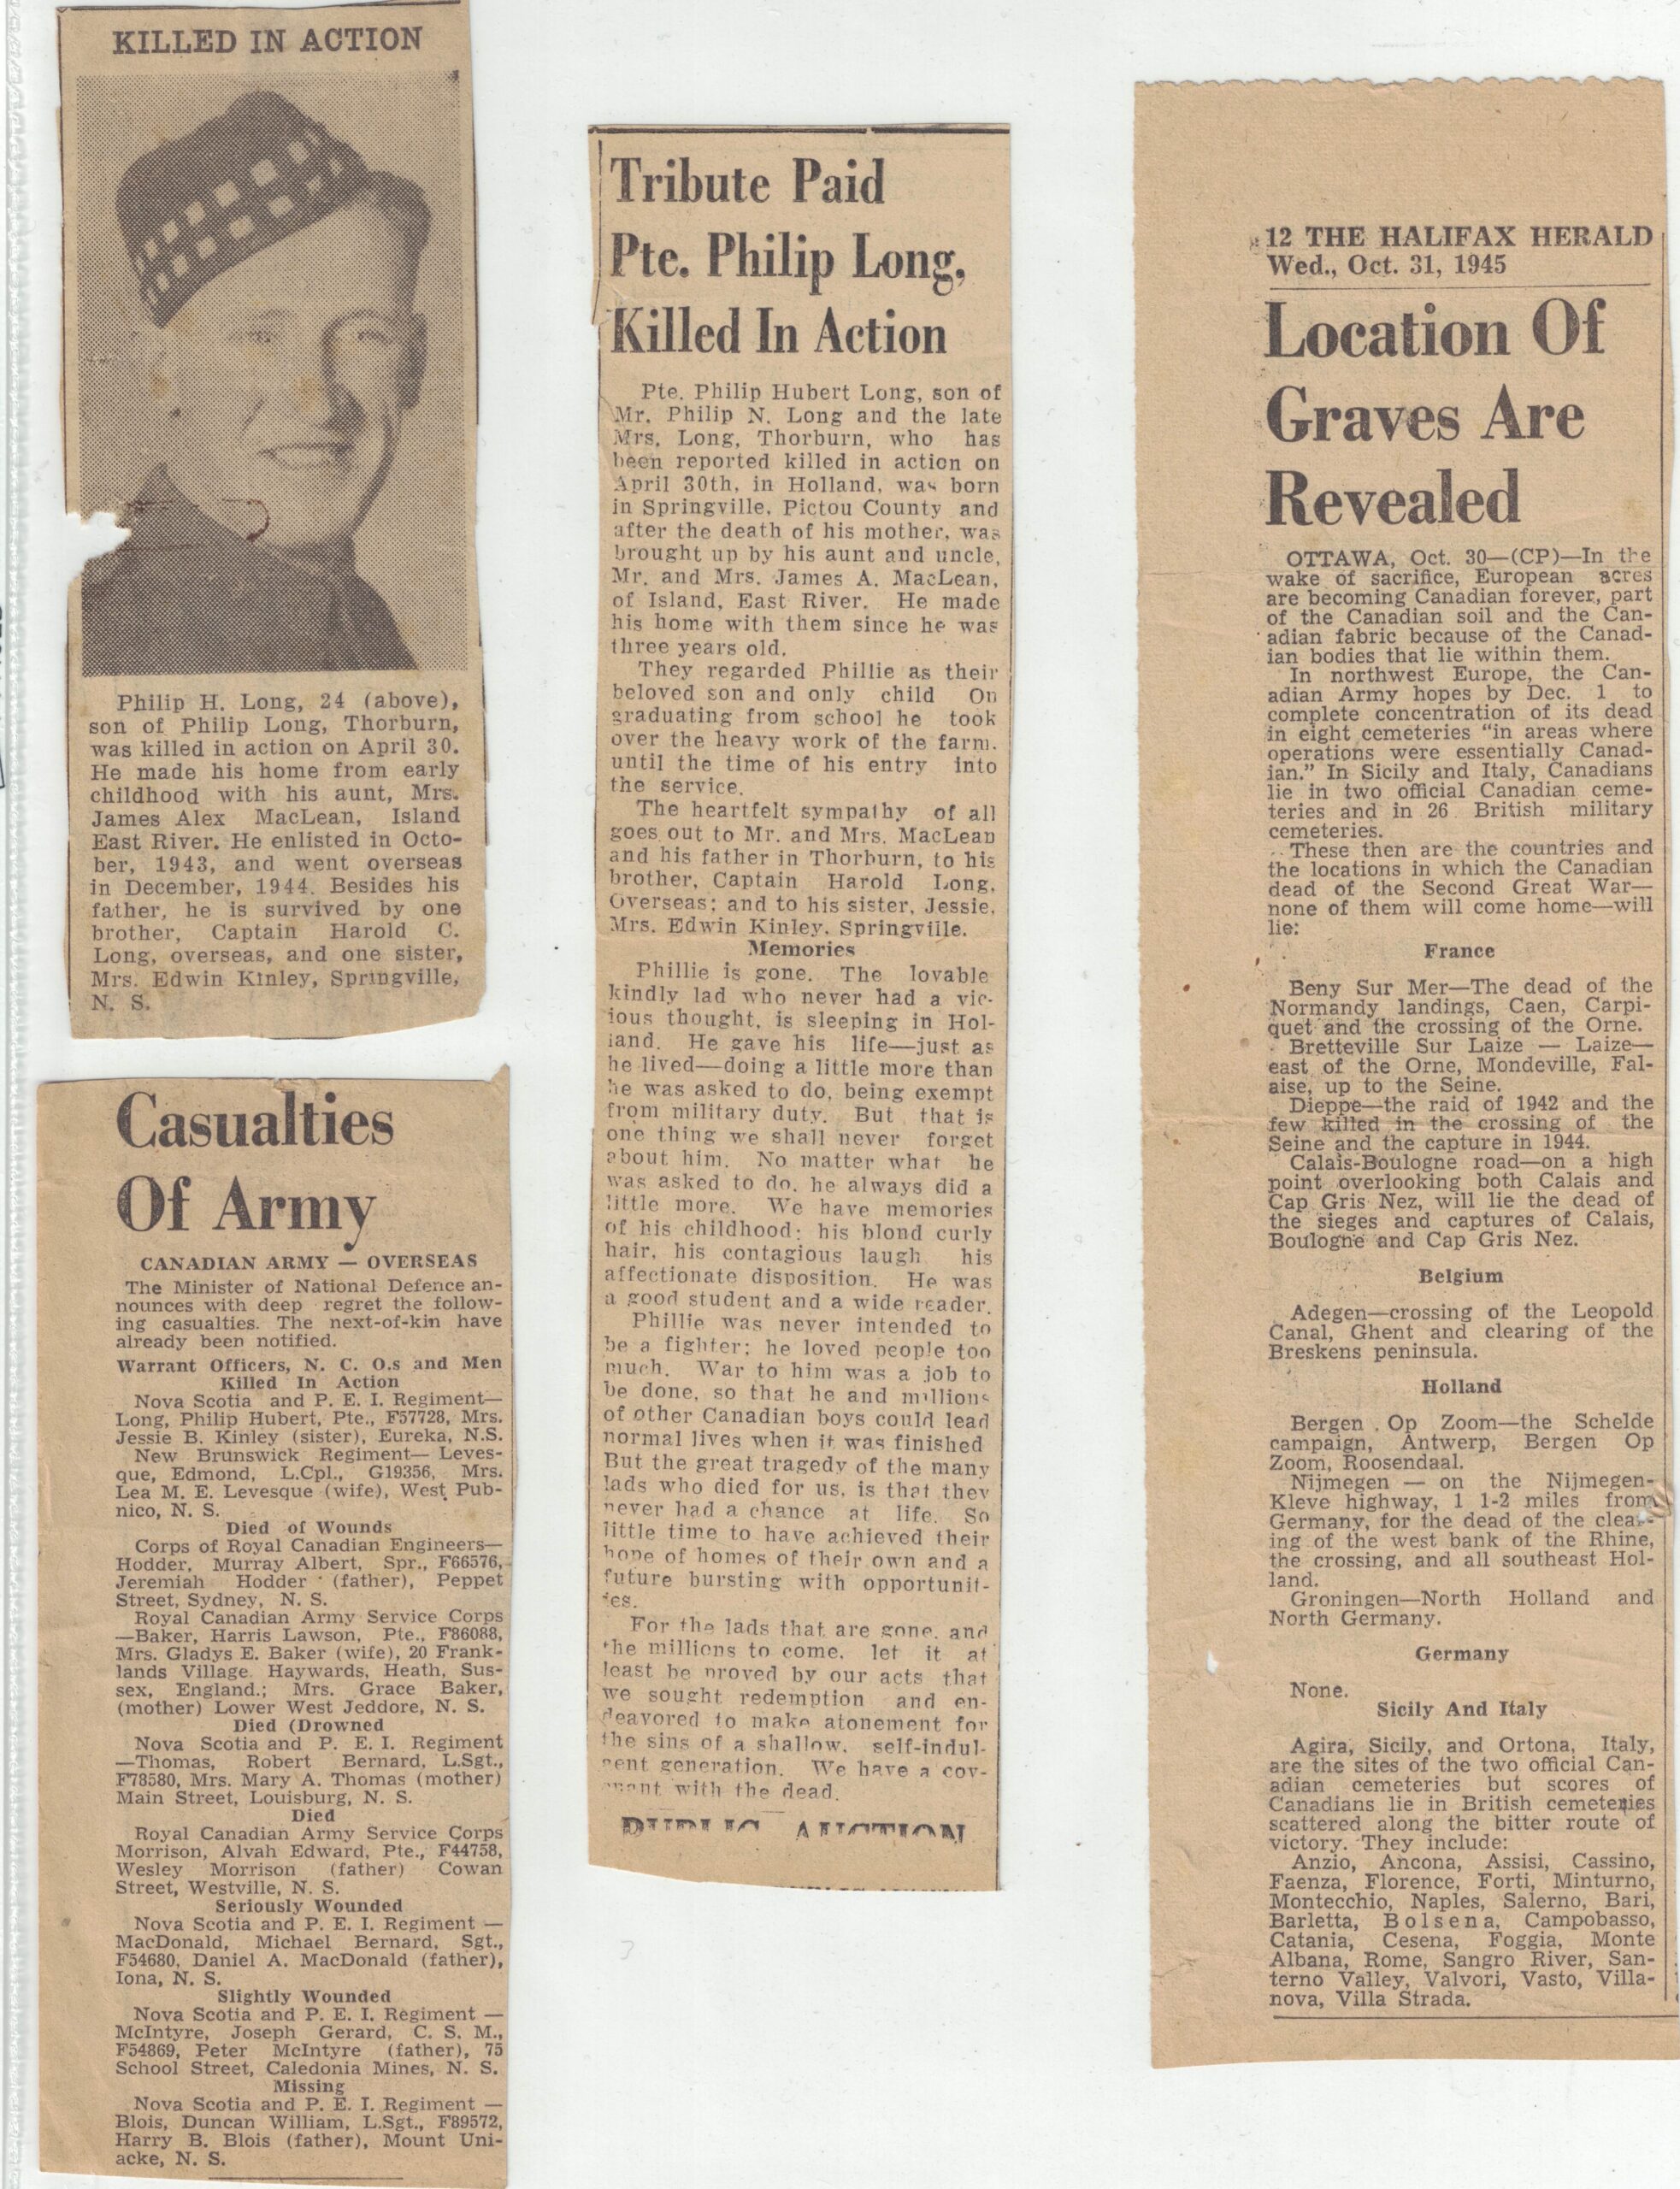 KILLED IN ACTION
Philip H. Long, 24 (above),
son of Philip Long, Thorburn,
was killed in action on April 30.
He made his home from early
childhood with his aunt, Mrs.
James Alex MacLean, Island
East River. He enlisted in Octo-
ber, 1943, and went overseas
in December, 1944. Besides his
father, he is survived by one
brother, Captain Harold C.
Long, overseas, and one sister,
Mrs. Edwin Kinley, Springville,
N. S.
Casualties
Of Army
CANADIAN ARMY — OVERSEAS
The Minister of National Defence an-
nounces with deep regret the follow-
ing casualties. The next-of-kin have
already been notified.
Warrant Officers, N. C. O.s and Men
Killed In Action
Nova Scotia and P. E. I. Regiment—
Long, Philip Hubert, Pte., F57728, Mrs.
Jessie B. Kinley (sister), Eureka, N.S.
New Brunswick Regiment— Leves-
que, Edmond, L.Cpl., G19356, Mrs.
Lea M. E. Levesque (wife), West Pub-
nico, N. S.
Died of Wounds
Corps of Royal Canadian Engineers—
Hodder, Murray Albert, Spr., F66576,
Jeremiah Hodder (father), Peppet
Street, Sydney, N. S.
Royal Canadian Army Service Corps
—Baker, Harris Lawson, Pte., F86088,
Mrs. Gladys E. Baker (wife), 20 Frank-
lands Village Haywards, Heath, Sus-
sex, England.; Mrs. Grace Baker,
(mother) Lower West Jeddore, N. S.
Died (Drowned
Nova Scotia and P. E. I. Regiment
—Thomas, Robert Bernard, L.Sgt.,
F78580, Mrs. Mary A. Thomas (mother)
Main Street, Louisburg, N. S.
Died
Royal Canadian Army Service Corps
Morrison, Alvah Edward, Pte., F44758,
Wesley Morrison (father) Cowan
Street, Westville, N. S.
Seriously Wounded
Nova Scotia and P. E. I. Regiment —
MacDonald, Michael Bernard, Sgt.,
F54680, Daniel A. MacDonald (father),
Iona, N. S.
Slightly Wounded
Nova Scotia and P. E. I. Regiment —
McIntyre, Joseph Gerard, C. S. M.,
F54869, Peter McIntyre (father), 75
School Street, Caledonia Mines, N. S.
Missing
Nova Scotia and P. E. I. Regiment —
Blois, Duncan William, L.Sgt., F89572,
Harry B. Blois (father), Mount Uni-
acke, N. S.
Tribute Paid
Pte. Philip Long,
Killed In Action
Pte. Philip Hubert Long, son of
Mr. Philip N. Long and the late
Mrs. Long, Thorburn, who has
been reported killed in action on
April 30th, in Holland, was born
in Springville, Pictou County and
after the death of his mother, was
brought up by his aunt and uncle,
Mr. and Mrs. James A. MacLean,
of Island, East River. He made
his home with them since he was
three years old.
They regarded Phillie as their
beloved son and only child On
graduating from school he took
over the heavy work of the farm.
until the time of his entry into
the service.
The heartfelt sympathy of all
goes out to Mr. and Mrs. MacLean
and his father in Thorburn, to his
brother, Captain Harold Long,
Overseas; and to his sister, Jessie,
Mrs. Edwin Kinley, Springville.
Memories
Phillie is gone. The lovable
kindly lad who never had a vic-
ious thought, is sleeping in Hol-
land. He gave his life—just as
he lived—doing a little more than
he was asked to do, being exempt
from military duty. But that is
one thing we shall never forget
about him. No matter what he
was asked to do, he always did a
little more. We have memories
of his childhood; his blond curly
hair, his contagious laugh his
affectionate disposition. He was
a good student and a wide reader.
Phillie was never intended to
be a fighter; he loved people too
much. War to him was a job to
be done, so that he and millions
of other Canadian boys could lead
normal lives when it was finished
But the great tragedy of the many
lads who died for us, is that they
never had a chance at life. So
little time to have achieved their
hope of homes of their own and a
future bursting with opportunit-
ies.
For the lads that are gone, and
the millions to come, let it at
least be proved by our acts that
we sought redemption and en-
deavored to make atonement for
the sins of a shallow, self-indul-
gent generation. We have a cov-
enant with the dead.
PUBLIC AUCTION
12 THE HALIFAX HERALD
Wed., Oct. 31, 1945
Location Of
Graves Are
Revealed
OTTAWA, Oct. 30—(CP)—In the
wake of sacrifice, European acres
are becoming Canadian forever, part
of the Canadian soil and the Can-
adian fabric because of the Canad-
ian bodies that lie within them.
In northwest Europe, the Can-
adian Army hopes by Dec. 1 to
complete concentration of its dead
in eight cemeteries "in areas where
operations were essentially Canad-
ian." In Sicily and Italy, Canadians
lie in two official Canadian ceme-
teries and in 26 British military
cemeteries.
These then are the countries and
the locations in which the Canadian
dead of the Second Great War—
none of them will come home—will
lie:
France
Beny Sur Mer—The dead of the
Normandy landings, Caen, Carpi-
quet and the crossing of the Orne.
Bretteville Sur Laize — Laize—
east of the Orne, Mondeville, Fal-
aise, up to the Seine.
Dieppe—the raid of 1942 and the
few killed in the crossing of the
Seine and the capture in 1944.
Calais-Boulogne road—on a high
point overlooking both Calais and
Cap Gris Nez, will lie the dead of
the sieges and captures of Calais,
Boulogne and Cap Gris Nez.
Belgium
Adegen—crossing of the Leopold
Canal, Ghent and clearing of the
Breskens peninsula.
Holland
Bergen Op Zoom—the Schelde
campaign, Antwerp, Bergen Op
Zoom, Roosendaal.
Nijmegen — on the Nijmegen-
Kleve highway, 1 1-2 miles from
Germany, for the dead of the clear-
ing of the west bank of the Rhine,
the crossing, and all southeast Hol-
land.
Groningen—North Holland and
North Germany.
Germany
None.
Sicily And Italy
Agira, Sicily, and Ortona, Italy,
are the sites of the two official Can-
adian cemeteries but scores of
Canadians lie in British cemeteries
scattered along the bitter route of
victory. They include:
Anzio, Ancona, Assisi, Cassino,
Faenza, Florence, Forti, Minturno,
Montecchio, Naples, Salerno, Bari,
Barletta, Bolsena, Campobasso,
Catania, Cesena, Foggia, Monte
Albana, Rome, Sangro River, San-
terno Valley, Valvori, Vasto, Villa-
nova, Villa Strada.